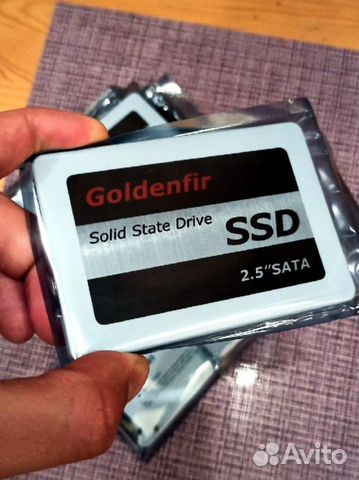 Goldenfir
Solid State Drive
SSD
2.5"SATA
Avito